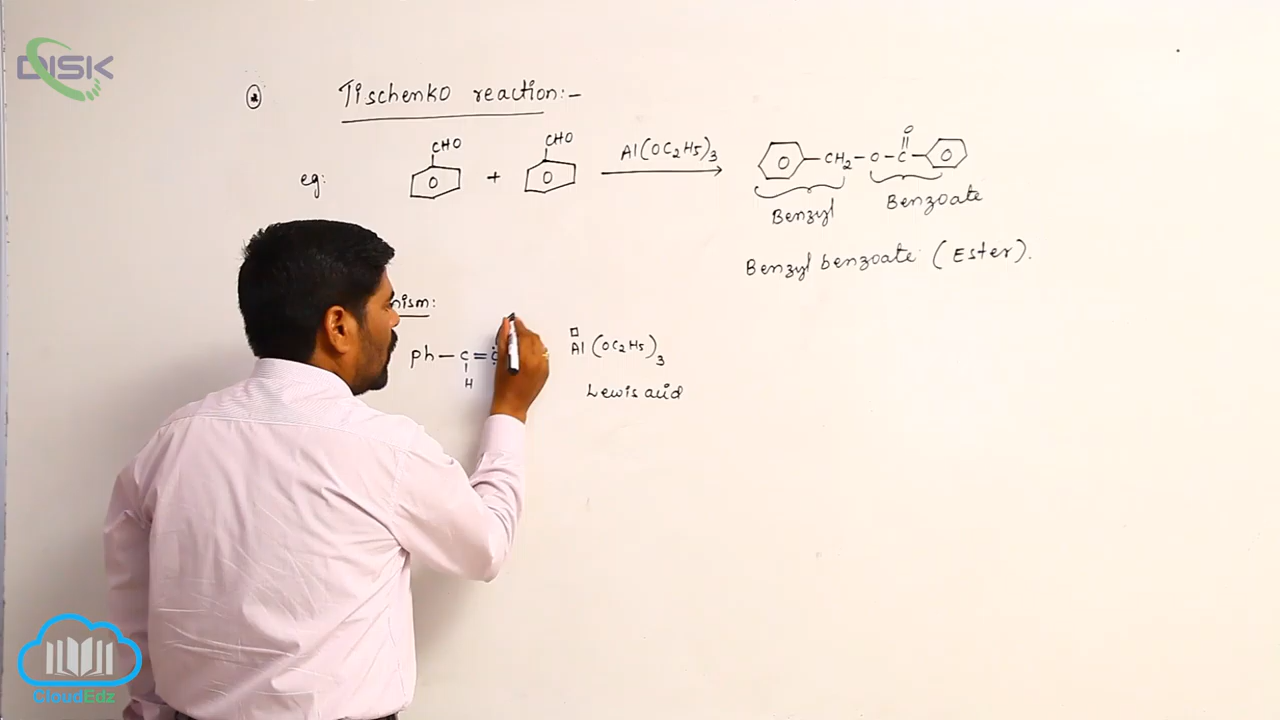 DISK
Tischenko reaction:-
CHO CHO
eg: + Al(OC2H5)3 CH2-O-C- O
Benzyl Benzoate
Benzyl benzoate (Ester).
nism:
ph-C=O Al(OC2H5)3
H
Lewis acid
CloudEdz